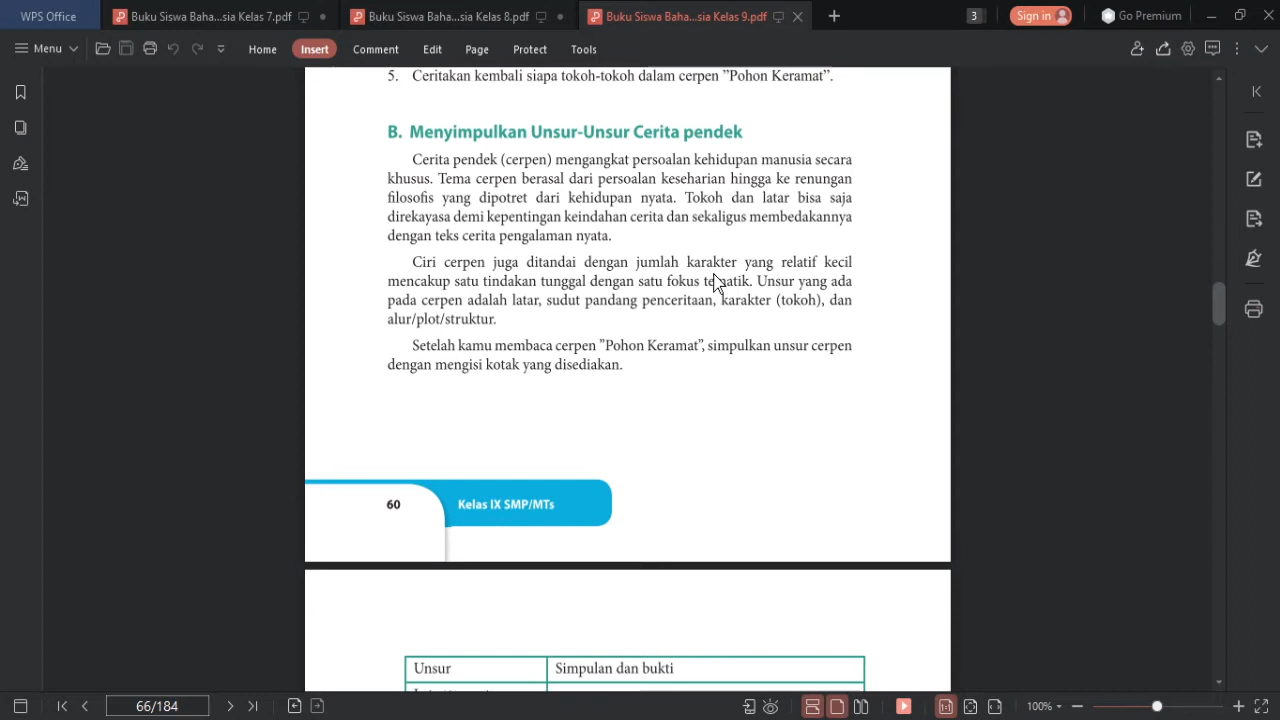 WPS Office
Buku Siswa Baha...sia Kelas 7.pdf
Buku Siswa Baha...sia Kelas 8.pdf
Buku Siswa Baha...sia Kelas 9.pdf
3
Sign in
Go Premium
Menu
Home
Insert
Comment
Edit
Page
Protect
Tools
5. Ceritakan kembali siapa tokoh-tokoh dalam cerpen ”Pohon Keramat”.
B. Menyimpulkan Unsur-Unsur Cerita pendek
Cerita pendek (cerpen) mengangkat persoalan kehidupan manusia secara
khusus. Tema cerpen berasal dari persoalan keseharian hingga ke renungan
filosofis yang dipotret dari kehidupan nyata. Tokoh dan latar bisa saja
direkayasa demi kepentingan keindahan cerita dan sekaligus membedakannya
dengan teks cerita pengalaman nyata.
Ciri cerpen juga ditandai dengan jumlah karakter yang relatif kecil
mencakup satu tindakan tunggal dengan satu fokus tematik. Unsur yang ada
pada cerpen adalah latar, sudut pandang penceritaan, karakter (tokoh), dan
alur/plot/struktur.
Setelah kamu membaca cerpen ”Pohon Keramat”, simpulkan unsur cerpen
dengan mengisi kotak yang disediakan.
60
Kelas IX SMP/MTs
Unsur
Simpulan dan bukti
66/184
100%